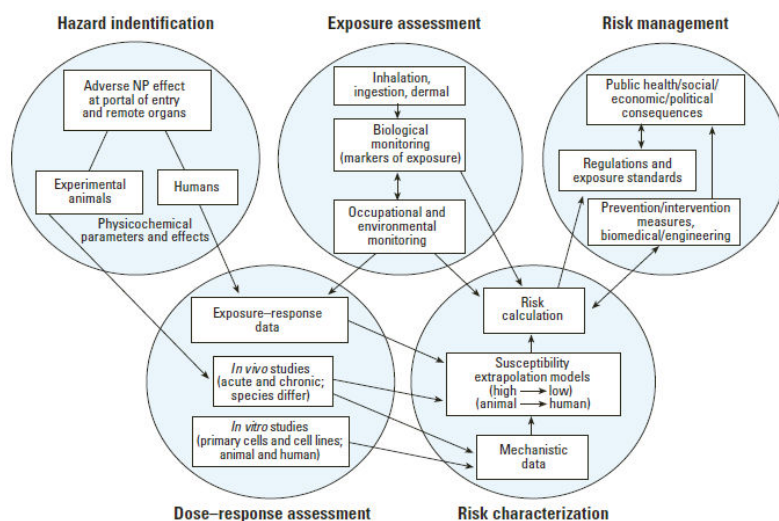 Hazard indentification
Adverse NP effect
at portal of entry
and remote organs
Experimental
animals
Humans
Physicochemical
parameters and effects
Exposure assessment
Inhalation,
ingestion, dermal
Biological
monitoring
(markers of exposure)
Occupational and
environmental
monitoring
Risk management
Public health/social/
economic/political
consequences
Regulations and
exposure standards
Prevention/intervention
measures,
biomedical/engineering
Exposure–response
data
In vivo studies
(acute and chronic;
species differ)
In vitro studies
(primary cells and cell lines;
animal and human)
Dose–response assessment
Risk
calculation
Susceptibility
extrapolation models
(high → low)
(animal → human)
Mechanistic
data
Risk characterization